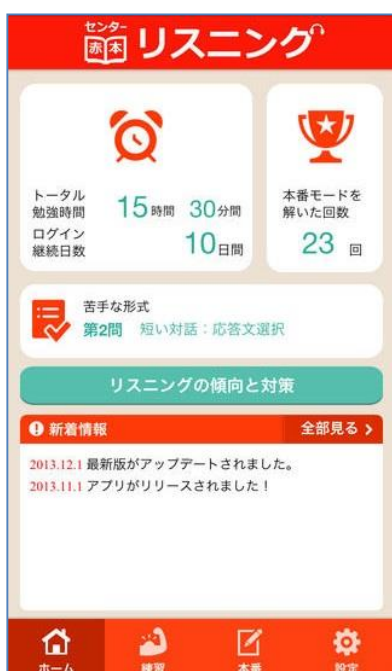 センター
赤本
リスニング
トータル
勉強時間
15時間 30分間
ログイン
継続日数
10日間
本番モードを
解いた回数
23 回
苦手な形式
第2問 短い対話：応答文選択
リスニングの傾向と対策
新着情報
全部見る
2013.12.1 最新版がアップデートされました。
2013.11.1 アプリがリリースされました！
ホーム
練習
本番
設定